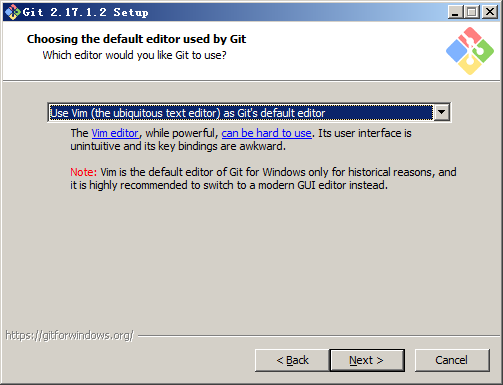 Git 2.17.1.2 Setup
Choosing the default editor used by Git
Which editor would you like Git to use?
Use Vim (the ubiquitous text editor) as Git's default editor
The Vim editor, while powerful, can be hard to use. Its user interface is
unintuitive and its key bindings are awkward.
Note: Vim is the default editor of Git for Windows only for historical reasons, and
it is highly recommended to switch to a modern GUI editor instead.
https://gitforwindows.org/
< Back Next > Cancel